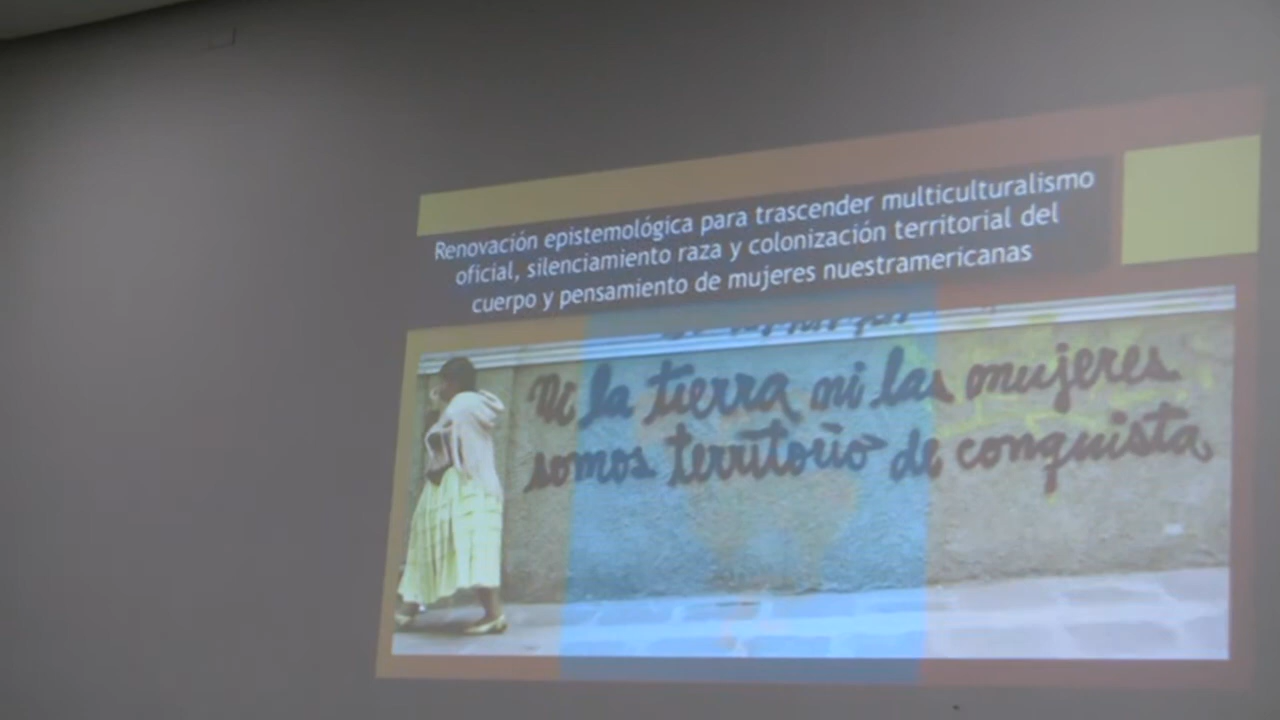 Renovación epistemológica para trascender multiculturalismo
oficial, silenciamiento raza y colonización territorial del
cuerpo y pensamiento de mujeres nuestramericanas
la tierra ni las mujeres
somos territorio de conquista